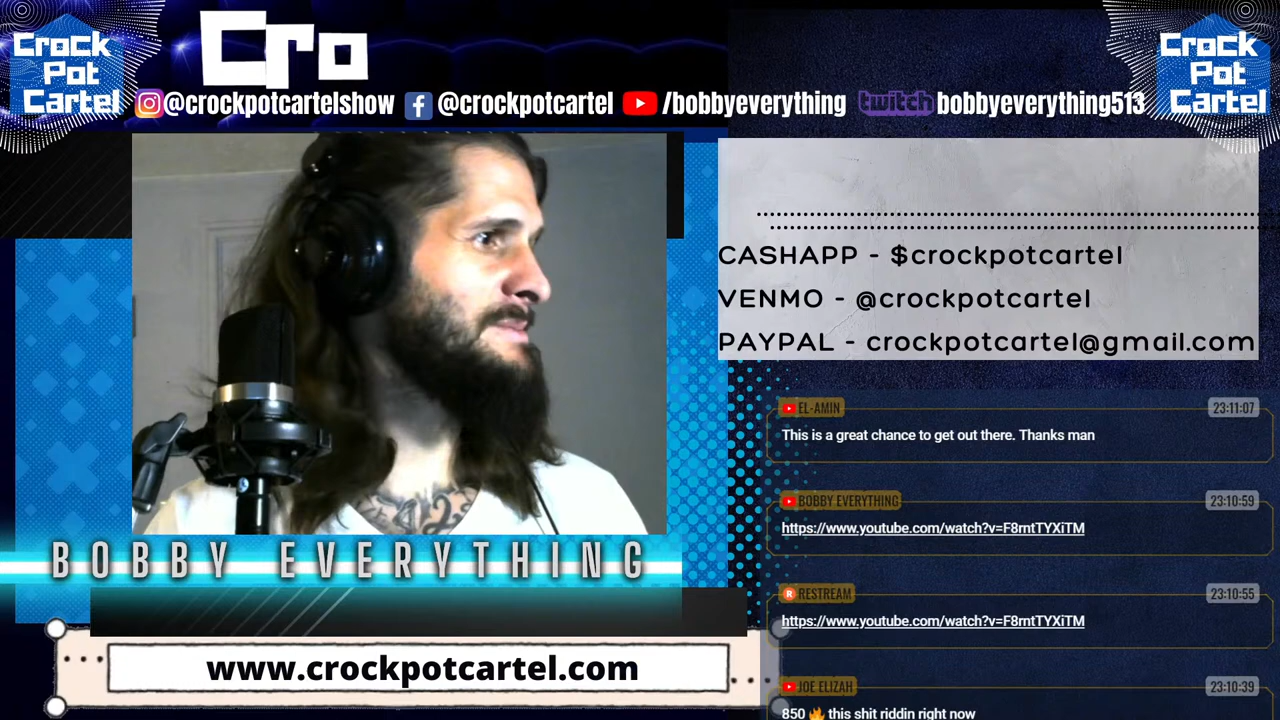 Crock
Pot
Cartel
Cro
Crock
Pot
Cartel
@crockpotcartelshow @crockpotcartel /bobbyeverything twitch bobbyeverything513
CASHAPP - $crockpotcartel
VENMO - @crockpotcartel
PAYPAL - crockpotcartel@gmail.com
EL-AMIN 23:11:07
This is a great chance to get out there. Thanks man
BOBBY EVERYTHING 23:10:59
https://www.youtube.com/watch?v=F8rntTYXiTM
RESTREAM 23:10:55
https://www.youtube.com/watch?v=F8rntTYXiTM
JOE ELIZAH 23:10:39
850 🔥 this shit riddin right now
BOBBY EVERYTHING
www.crockpotcartel.com